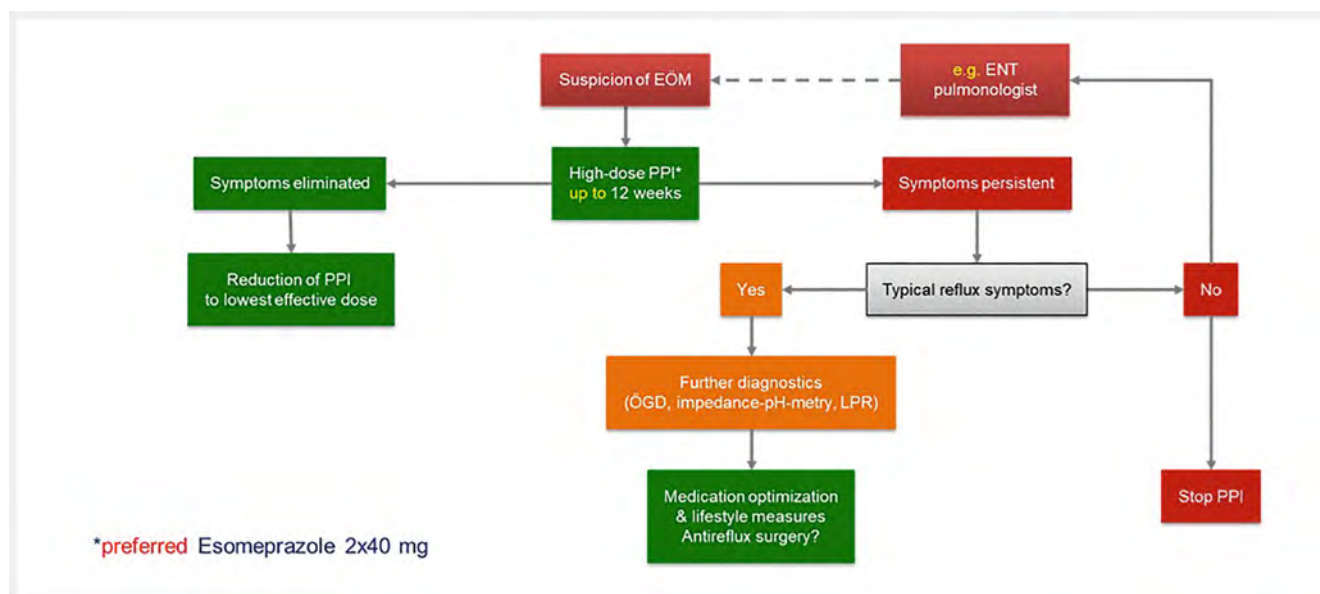 Suspicion of EÖM
e.g. ENT
pulmonologist
Symptoms eliminated
High-dose PPI*
up to 12 weeks
Symptoms persistent
Reduction of PPI
to lowest effective dose
Yes
Typical reflux symptoms?
No
Further diagnostics
(ÖGD, impedance-pH-metry, LPR)
Medication optimization
& lifestyle measures
Antireflux surgery?
Stop PPI
*preferred Esomeprazole 2x40 mg